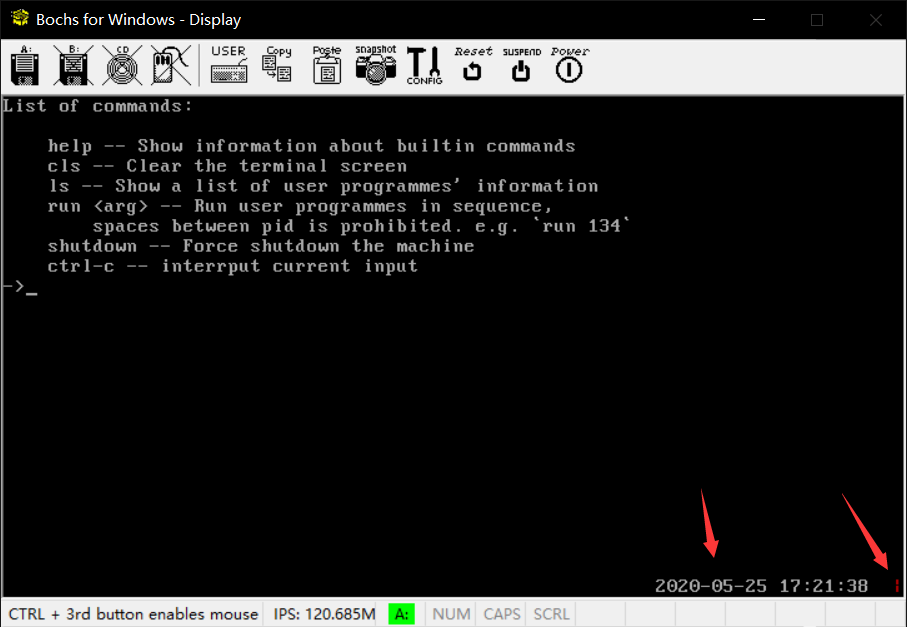 Bochs for Windows - Display
A: B: CD USER Copy Paste snapshot CONFIG Reset SUSPEND Power
List of commands:
help -- Show information about builtin commands
cls -- Clear the terminal screen
ls -- Show a list of user programmes' information
run <arg> -- Run user programmes in sequence,
spaces between pid is prohibited. e.g. `run 134`
shutdown -- Force shutdown the machine
ctrl-c -- interrput current input
->_
2020-05-25 17:21:38
CTRL + 3rd button enables mouse IPS: 120.685M A: NUM CAPS SCRL